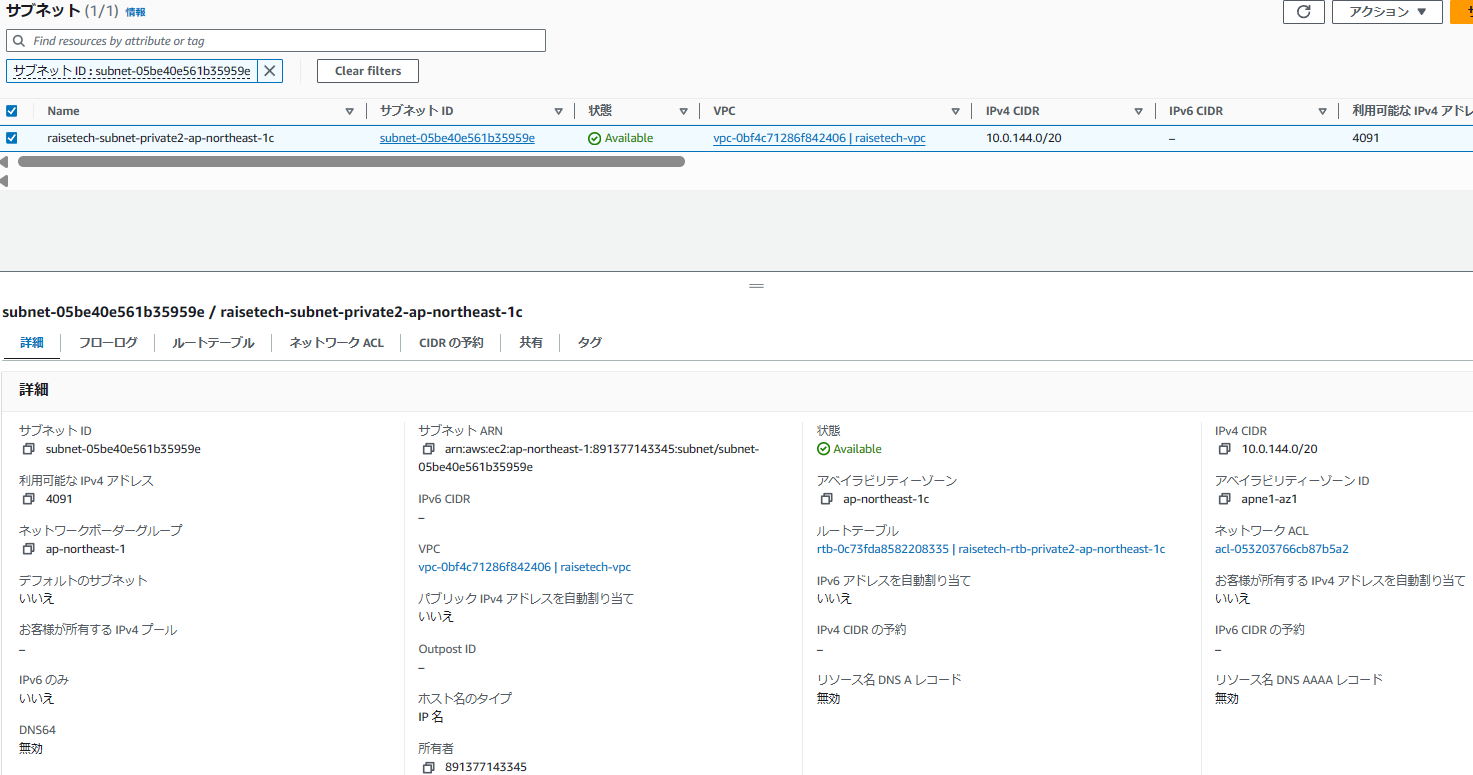 サブネット (1/1) 情報
アクション ▼
Find resources by attribute or tag
サブネット ID : subnet-05be40e561b35959e
Clear filters
Name サブネット ID 状態 VPC IPv4 CIDR IPv6 CIDR 利用可能な IPv4 アドレ
raisetech-subnet-private2-ap-northeast-1c subnet-05be40e561b35959e Available vpc-0bf4c71286f842406 | raisetech-vpc 10.0.144.0/20 – 4091
subnet-05be40e561b35959e / raisetech-subnet-private2-ap-northeast-1c
詳細 フローログ ルートテーブル ネットワーク ACL CIDR の予約 共有 タグ
詳細
サブネット ID
subnet-05be40e561b35959e
利用可能な IPv4 アドレス
4091
ネットワークボーダーグループ
ap-northeast-1
デフォルトのサブネット
いいえ
お客様が所有する IPv4 プール
–
IPv6 のみ
いいえ
DNS64
無効
サブネット ARN
arn:aws:ec2:ap-northeast-1:891377143345:subnet/subnet-
05be40e561b35959e
IPv6 CIDR
–
VPC
vpc-0bf4c71286f842406 | raisetech-vpc
パブリック IPv4 アドレスを自動割り当て
いいえ
Outpost ID
–
ホスト名のタイプ
IP 名
所有者
891377143345
状態
Available
アベイラビリティーゾーン
ap-northeast-1c
ルートテーブル
rtb-0c73fda8582208335 | raisetech-rtb-private2-ap-northeast-1c
IPv6 アドレスを自動割り当て
いいえ
IPv4 CIDR の予約
–
リソース名 DNS A レコード
無効
IPv4 CIDR
10.0.144.0/20
アベイラビリティーゾーン ID
apne1-az1
ネットワーク ACL
acl-053203766cb87b5a2
お客様が所有する IPv4 アドレスを自動割り当て
いいえ
IPv6 CIDR の予約
–
リソース名 DNS AAAA レコード
無効